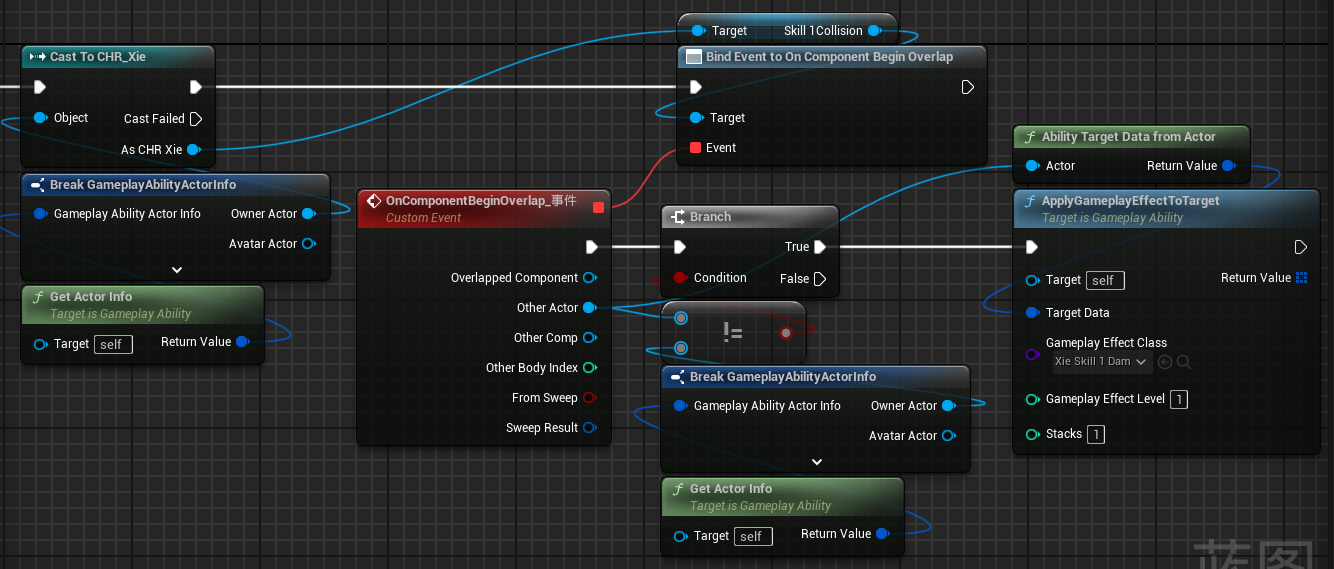 Target
Skill 1Collision
Cast To CHR_Xie
Bind Event to On Component Begin Overlap
Object
Cast Failed
As CHR Xie
Target
Event
Ability Target Data from Actor
Actor
Return Value
Break GameplayAbilityActorInfo
Gameplay Ability Actor Info
Owner Actor
Avatar Actor
OnComponentBeginOverlap_事件
Custom Event
Overlapped Component
Other Actor
Other Comp
Other Body Index
From Sweep
Sweep Result
Branch
True
Condition
False
ApplyGameplayEffectToTarget
Target is Gameplay Ability
Target
self
Return Value
Target Data
Gameplay Effect Class
Xie Skill 1 Dam
Gameplay Effect Level
1
Stacks
1
Get Actor Info
Target is Gameplay Ability
Target
self
Return Value
!=
Break GameplayAbilityActorInfo
Gameplay Ability Actor Info
Owner Actor
Avatar Actor
Get Actor Info
Target is Gameplay Ability
Target
self
Return Value
蓝图